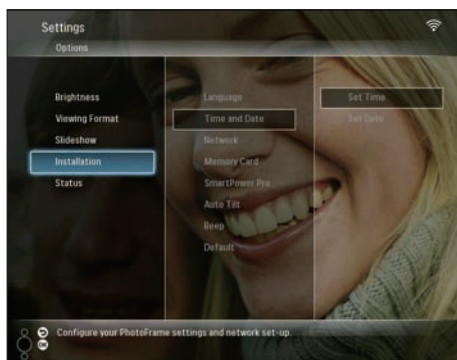 Settings
Options
Brightness
Viewing Format
Slideshow
Installation
Status
Language
Time and Date
Network
Memory Card
SmartPower Pro
Auto Tilt
Beep
Default
Set Time
Set Date
OK
Configure your PhotoFrame settings and network set-up.